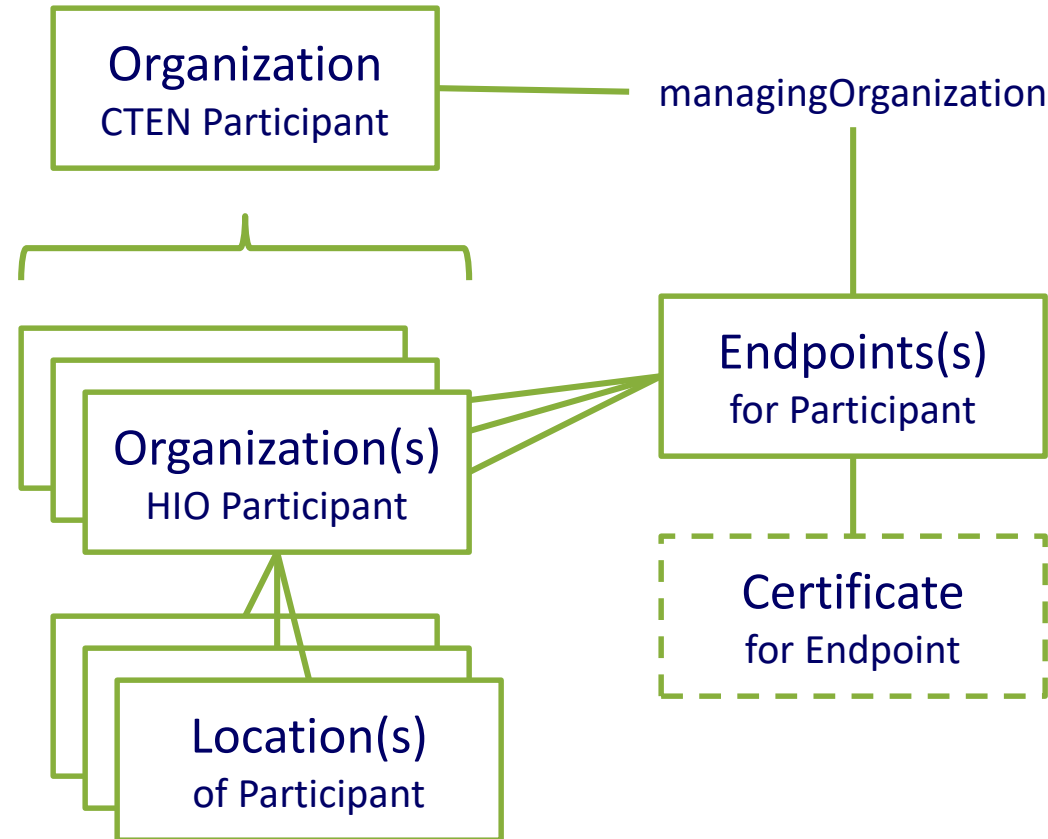 Organization
CTEN Participant
managingOrganization
Endpoints(s)
for Participant
Organization(s)
HIO Participant
Certificate
for Endpoint
Location(s)
of Participant